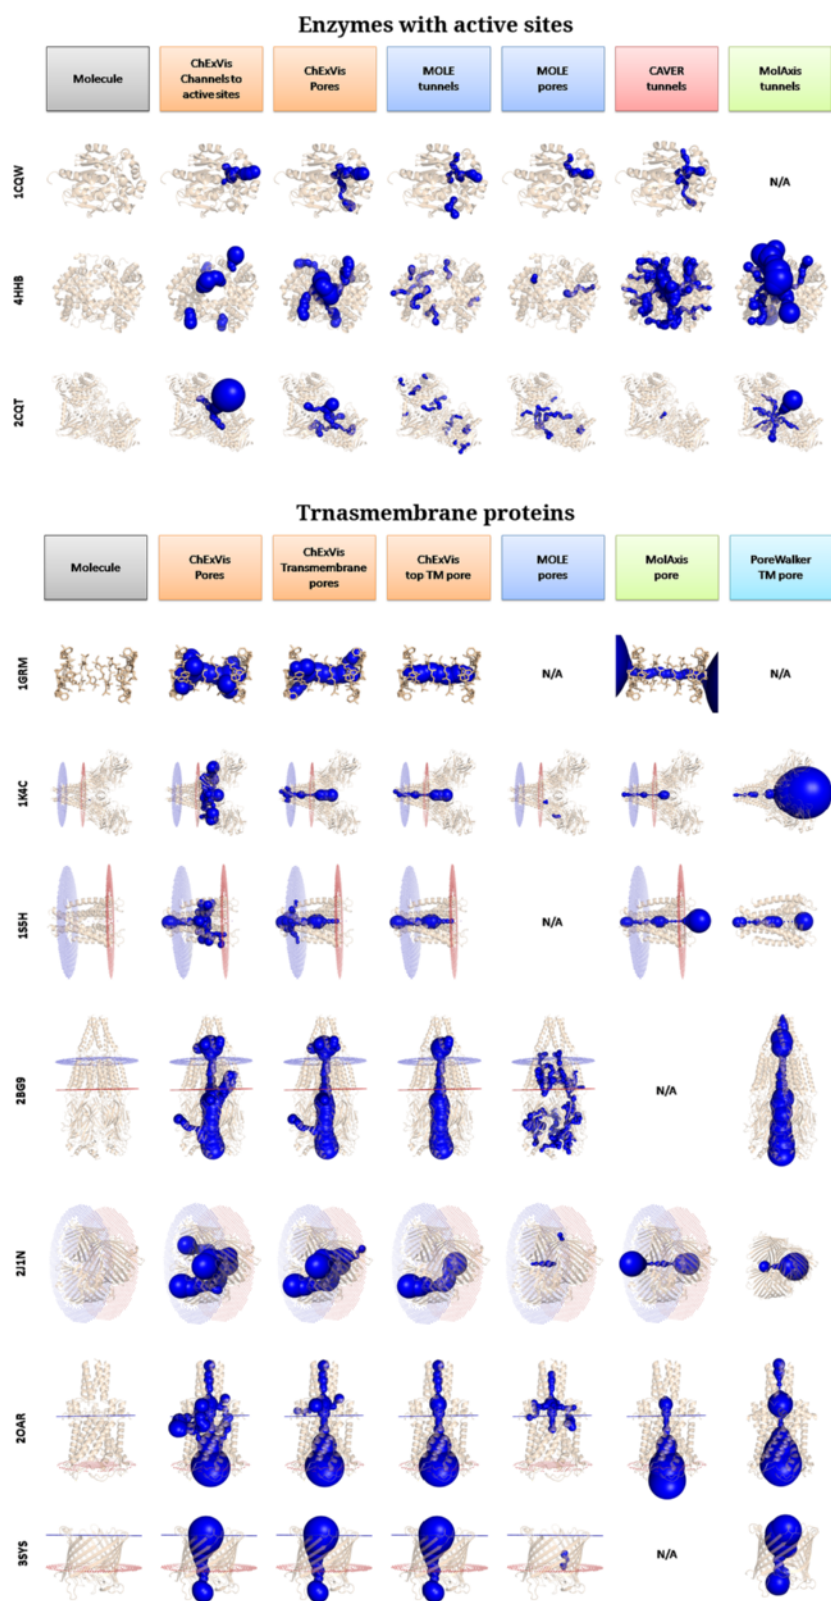 Enzymes with active sites
Molecule
ChExVis
Channels to
active sites
ChExVis
Pores
MOLE
tunnels
MOLE
pores
CAVER
tunnels
MolAxis
tunnels
1CQW
N/A
4HHB
2CQT
Trnasmembrane proteins
Molecule
ChExVis
Pores
ChExVis
Transmembrane
pores
ChExVis
top TM pore
MOLE
pores
MolAxis
pore
PoreWalker
TM pore
1GRM
N/A
N/A
1K4C
1S5H
N/A
2BG9
N/A
2J1N
2OAR
3SYS
N/A